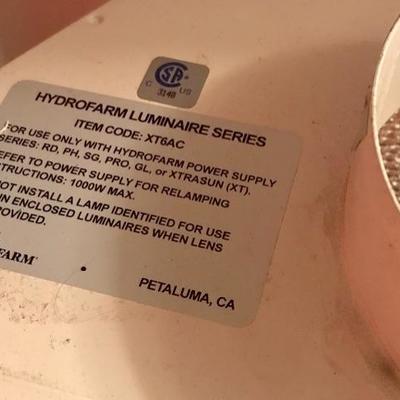 C SA US
3148
HYDROFARM LUMINAIRE SERIES
ITEM CODE: XT6AC
FOR USE ONLY WITH HYDROFARM POWER SUPPLY
SERIES: RD, PH, SG, PRO, GL, or XTRASUN (XT).
REFER TO POWER SUPPLY FOR RELAMPING
STRUCTIONS: 1000W MAX.
NOT INSTALL A LAMP IDENTIFIED FOR USE
IN ENCLOSED LUMINAIRES WHEN LENS
PROVIDED.
FARM
PETALUMA, CA